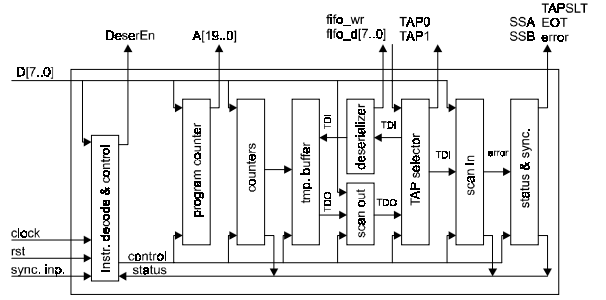 TAPSLT
fifo_wr TAP0 SSA EOT
DeserEn A[19..0] fifo_d[7..0] TAP1 SSB error
D[7..0]
Instr. decode & control
program counter
counters
tmp. buffer
TDI
TDO
deserializer
scan out
TDI
TDO
TAP selector
TDI
scan in
error
status & sync.
clock
rst
control
sync. inp.
status